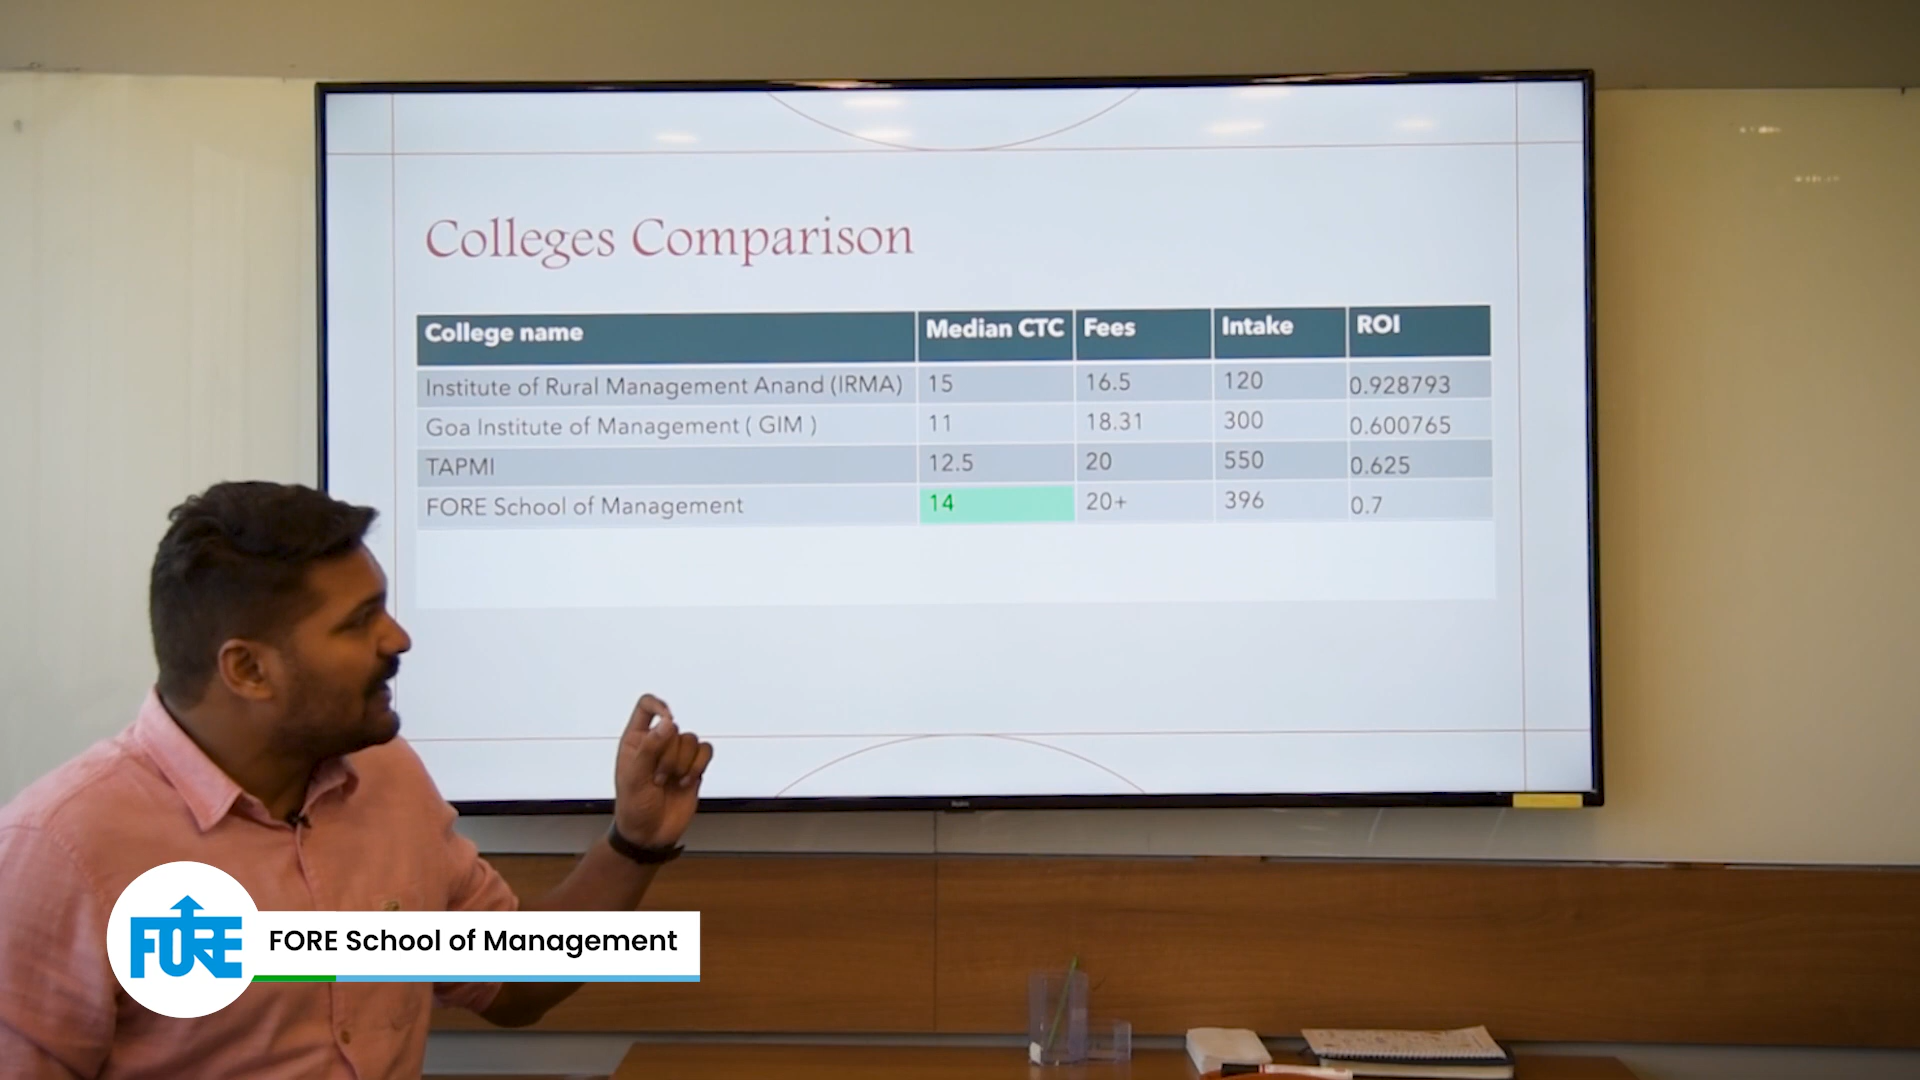 Colleges Comparison
College name Median CTC Fees Intake ROI
Institute of Rural Management Anand (IRMA) 15 16.5 120 0.928793
Goa Institute of Management ( GIM ) 11 18.31 300 0.600765
TAPMI 12.5 20 550 0.625
FORE School of Management 14 20+ 396 0.7
FORE
FORE School of Management